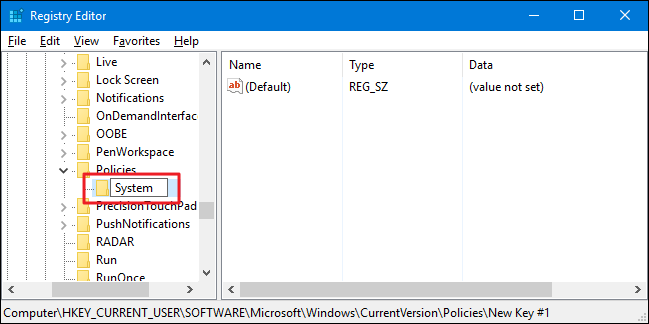 Registry Editor
File Edit View Favorites Help
Live
Lock Screen
Notifications
OnDemandInterfac
OOBE
PenWorkspace
Policies
System
PrecisionTouchPad
PushNotifications
RADAR
Run
RunOnce
Name Type Data
ab (Default) REG_SZ (value not set)
Computer\HKEY_CURRENT_USER\SOFTWARE\Microsoft\Windows\CurrentVersion\Policies\New Key #1